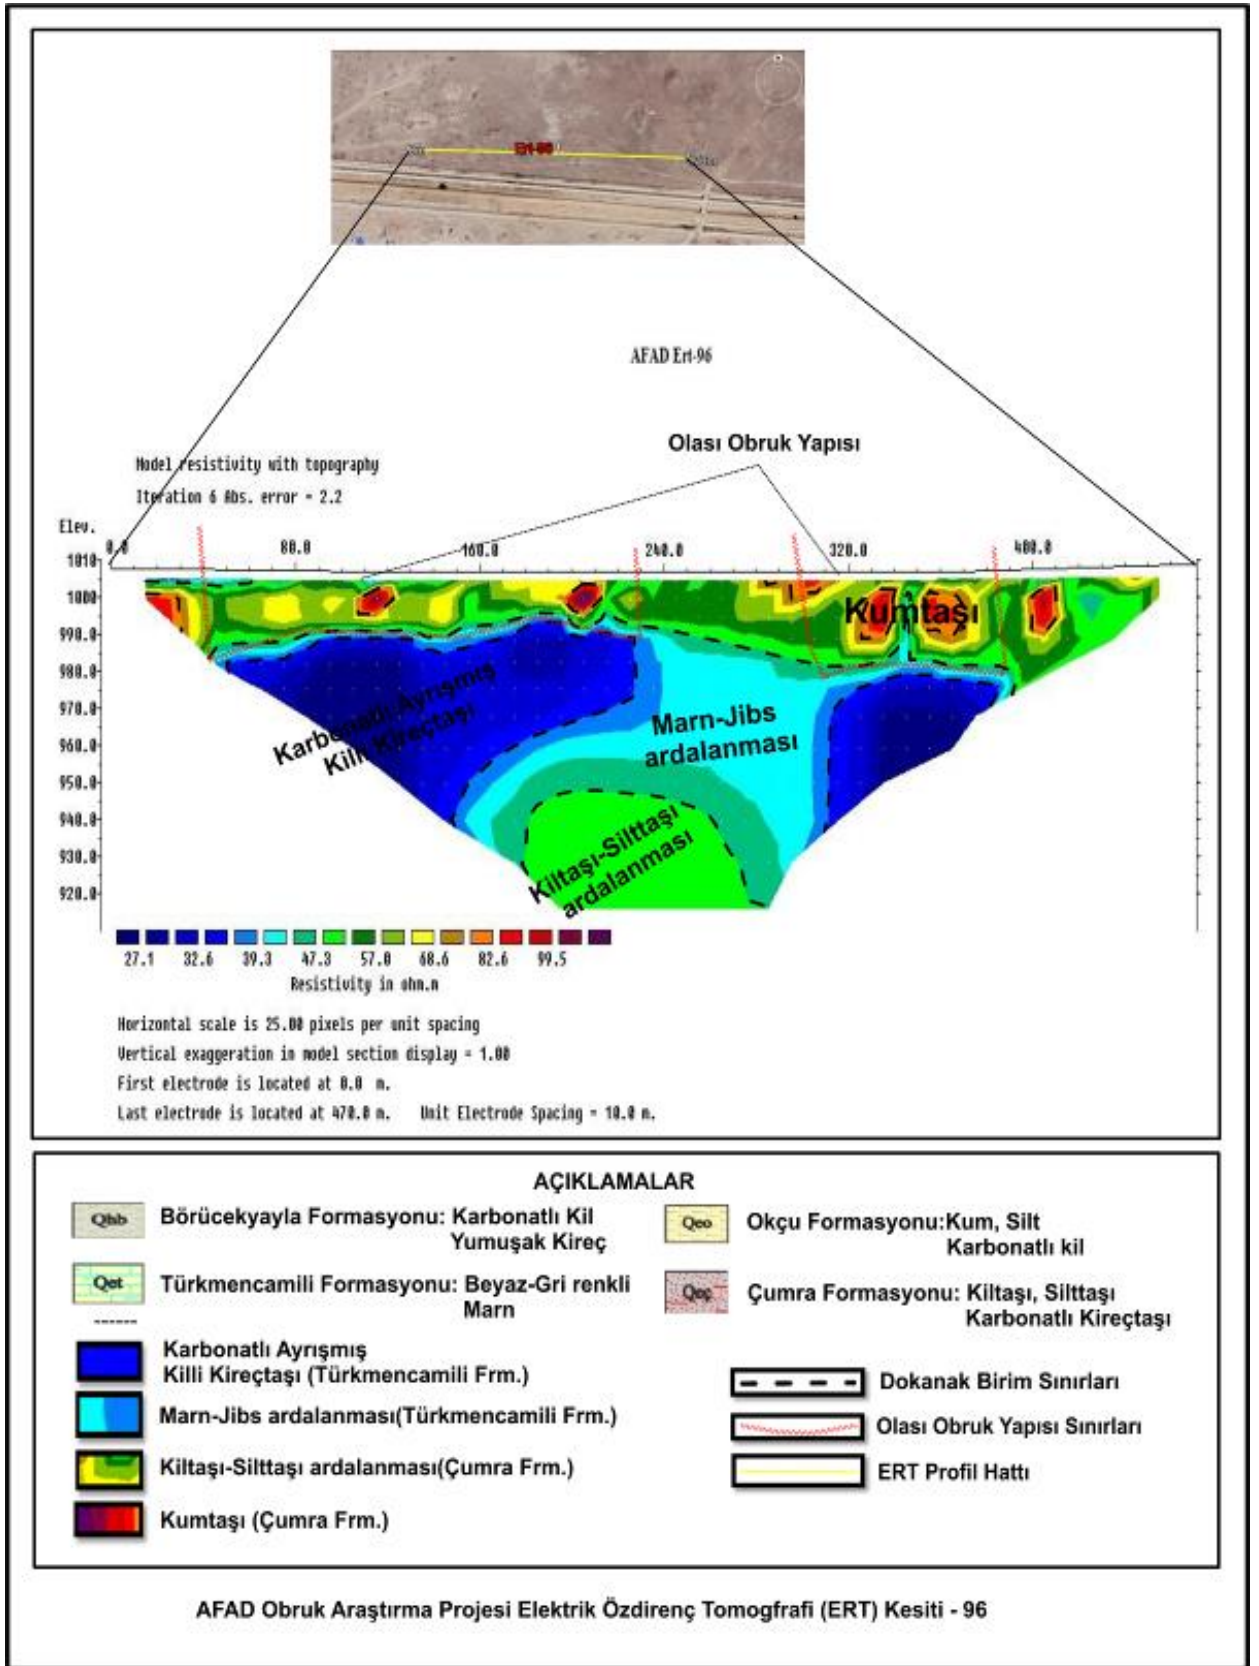 Ert-96
AFAD Ert-96
Olası Obruk Yapısı
Model resistivity with topography
Iteration 6 Abs. error = 2.2
Elev.
0.0 80.0 160.0 240.0 320.0 400.0
1010
1000
990.0
980.0
970.0
960.0
950.0
940.0
930.0
920.0
Kumtaşı
Karbonatlı Ayrışmış
Killi Kireçtaşı
Marn-Jibs
ardalanması
Kiltaşı-Silttaşı
ardalanması
27.1 32.6 39.3 47.3 57.0 68.6 82.6 99.5
Resistivity in ohm.m
Horizontal scale is 25.00 pixels per unit spacing
Vertical exaggeration in model section display = 1.00
First electrode is located at 0.0 m.
Last electrode is located at 470.0 m. Unit Electrode Spacing = 10.0 m.
AÇIKLAMALAR
Qhb Börücekyayla Formasyonu: Karbonatlı Kil
Yumuşak Kireç
Qeo Okçu Formasyonu:Kum, Silt
Karbonatlı kil
Qet Türkmencamili Formasyonu: Beyaz-Gri renkli
Marn
Qeç Çumra Formasyonu: Kiltaşı, Silttaşı
Karbonatlı Kireçtaşı
Karbonatlı Ayrışmış
Killi Kireçtaşı (Türkmencamili Frm.)
Marn-Jibs ardalanması(Türkmencamili Frm.)
Kiltaşı-Silttaşı ardalanması(Çumra Frm.)
Kumtaşı (Çumra Frm.)
Dokanak Birim Sınırları
Olası Obruk Yapısı Sınırları
ERT Profil Hattı
AFAD Obruk Araştırma Projesi Elektrik Özdirenç Tomogfrafi (ERT) Kesiti - 96